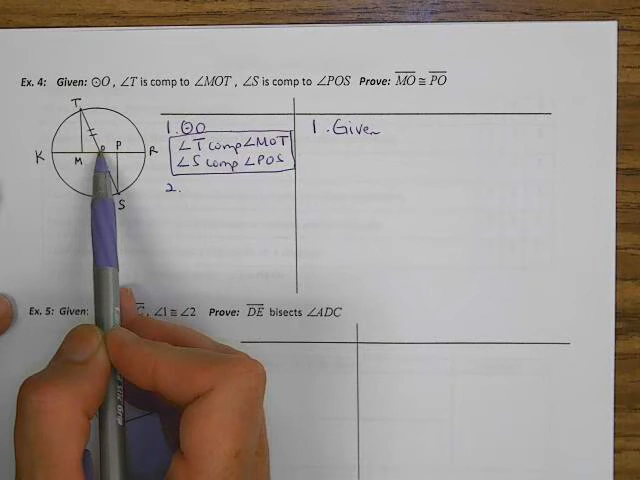 Ex. 4: Given: ⊙O, ∠T is comp to ∠MOT, ∠S is comp to ∠POS Prove: MO ≅ PO
T
K M O P R
S
1. ⊙O
∠T comp ∠MOT
∠S comp ∠POS
1. Given
2.
Ex. 5: Given: , ∠1 ≅ ∠2 Prove: DE bisects ∠ADC